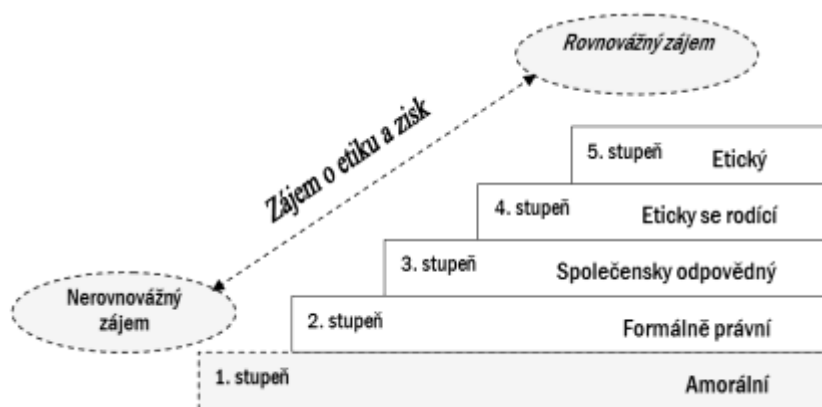 Rovnovážný zájem
Zájem o etiku a zisk
5. stupeň Etický
4. stupeň Eticky se rodící
3. stupeň Společensky odpovědný
Nerovnovážný
zájem
2. stupeň Formálně právní
1. stupeň Amorální